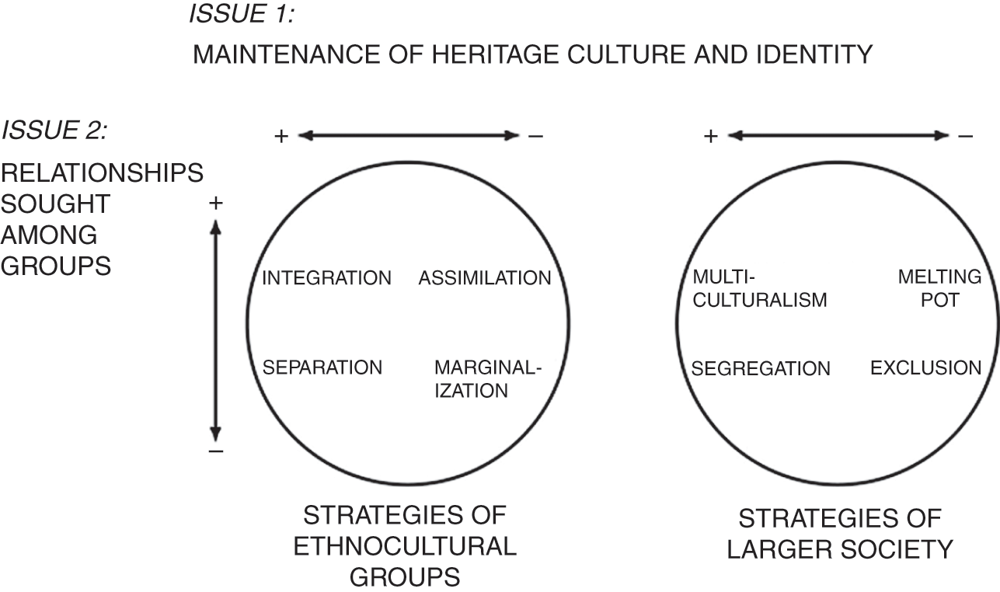 ISSUE 1:
MAINTENANCE OF HERITAGE CULTURE AND IDENTITY
ISSUE 2:
RELATIONSHIPS
SOUGHT
AMONG
GROUPS
+ –
+ –
+
–
INTEGRATION
ASSIMILATION
SEPARATION
MARGINAL-
IZATION
STRATEGIES OF
ETHNOCULTURAL
GROUPS
MULTI-
CULTURALISM
MELTING
POT
SEGREGATION
EXCLUSION
STRATEGIES OF
LARGER SOCIETY